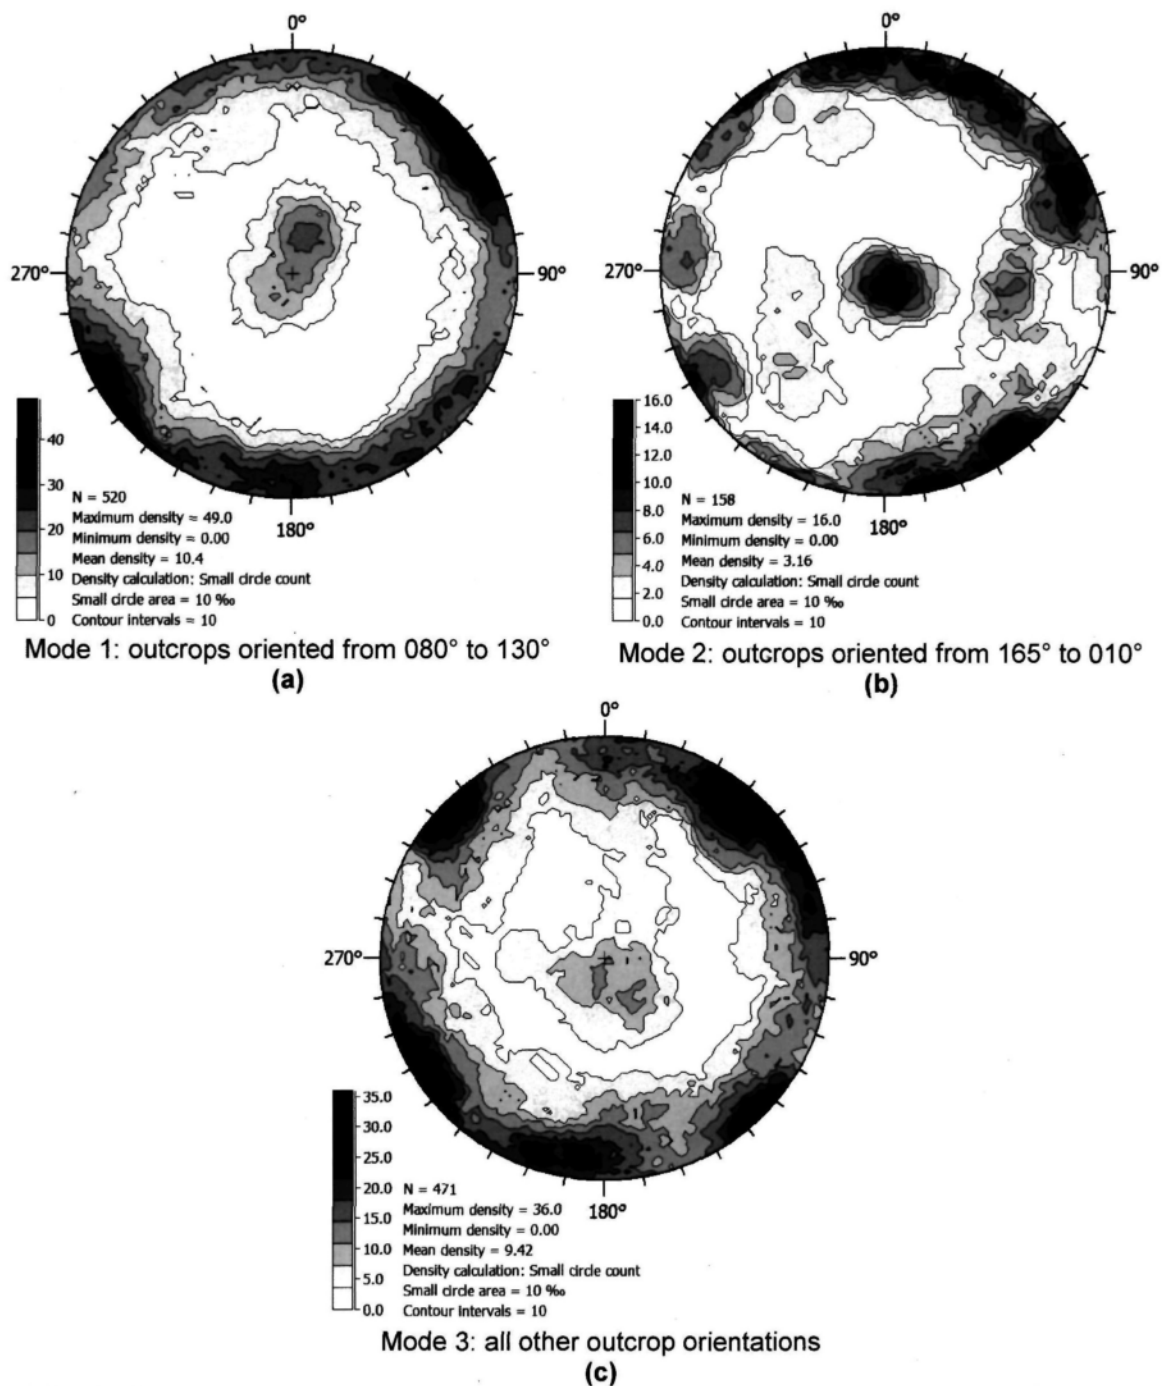 0°
270°
90°
180°
40
30
20
10
0
N = 520
Maximum density = 49.0
Minimum density = 0.00
Mean density = 10.4
Density calculation: Small circle count
Small circle area = 10 ‰
Contour intervals = 10
Mode 1: outcrops oriented from 080° to 130°
(a)
0°
270°
90°
180°
16.0
14.0
12.0
10.0
8.0
6.0
4.0
2.0
0.0
N = 158
Maximum density = 16.0
Minimum density = 0.00
Mean density = 3.16
Density calculation: Small circle count
Small circle area = 10 ‰
Contour intervals = 10
Mode 2: outcrops oriented from 165° to 010°
(b)
0°
270°
90°
180°
35.0
30.0
25.0
20.0
15.0
10.0
5.0
0.0
N = 471
Maximum density = 36.0
Minimum density = 0.00
Mean density = 9.42
Density calculation: Small circle count
Small circle area = 10 ‰
Contour intervals = 10
Mode 3: all other outcrop orientations
(c)